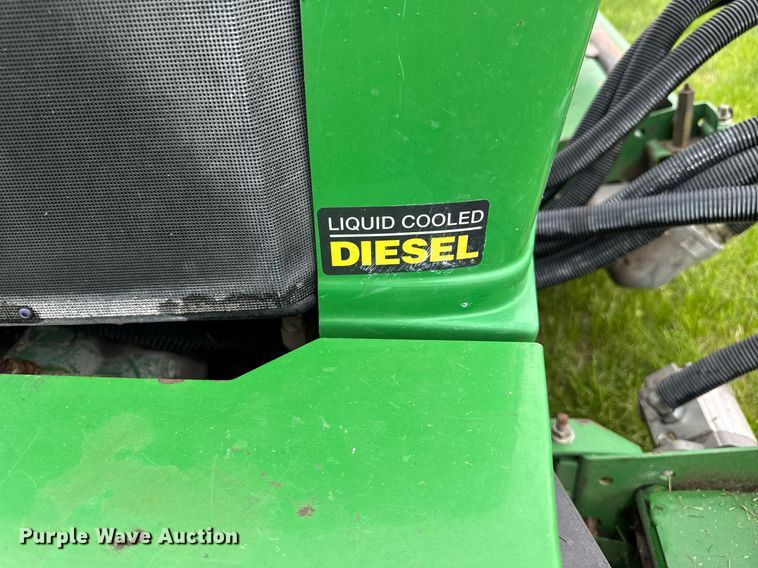 LIQUID COOLED
DIESEL
Purple Wave Auction